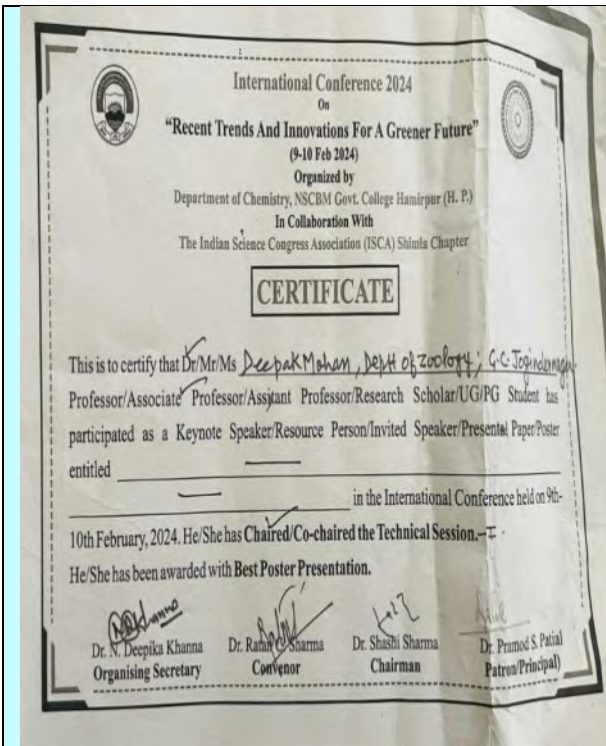 International Conference 2024
On
“Recent Trends And Innovations For A Greener Future”
(9-10 Feb 2024)
Organized by
Department of Chemistry, NSCBM Govt. College Hamirpur (H. P.)
In Collaboration With
The Indian Science Congress Association (ISCA) Shimla Chapter
CERTIFICATE
This is to certify that Dr/Mr/Ms Deepak Mohan, Deptt of Zoology; G.C. Joginder
Professor/Associate Professor/Assistant Professor/Research Scholar/UG/PG Student has
participated as a Keynote Speaker/Resource Person/Invited Speaker/Presented Paper/Poster
entitled
in the International Conference held on 9th-
10th February, 2024. He/She has Chaired/Co-chaired the Technical Session.-I.
He/She has been awarded with Best Poster Presentation.
Dr. N. Deepika Khanna Dr. Sharma Dr. Shashi Sharma Dr. Pramod S. Patial
Organising Secretary Convenor Chairman Patron/Principal)